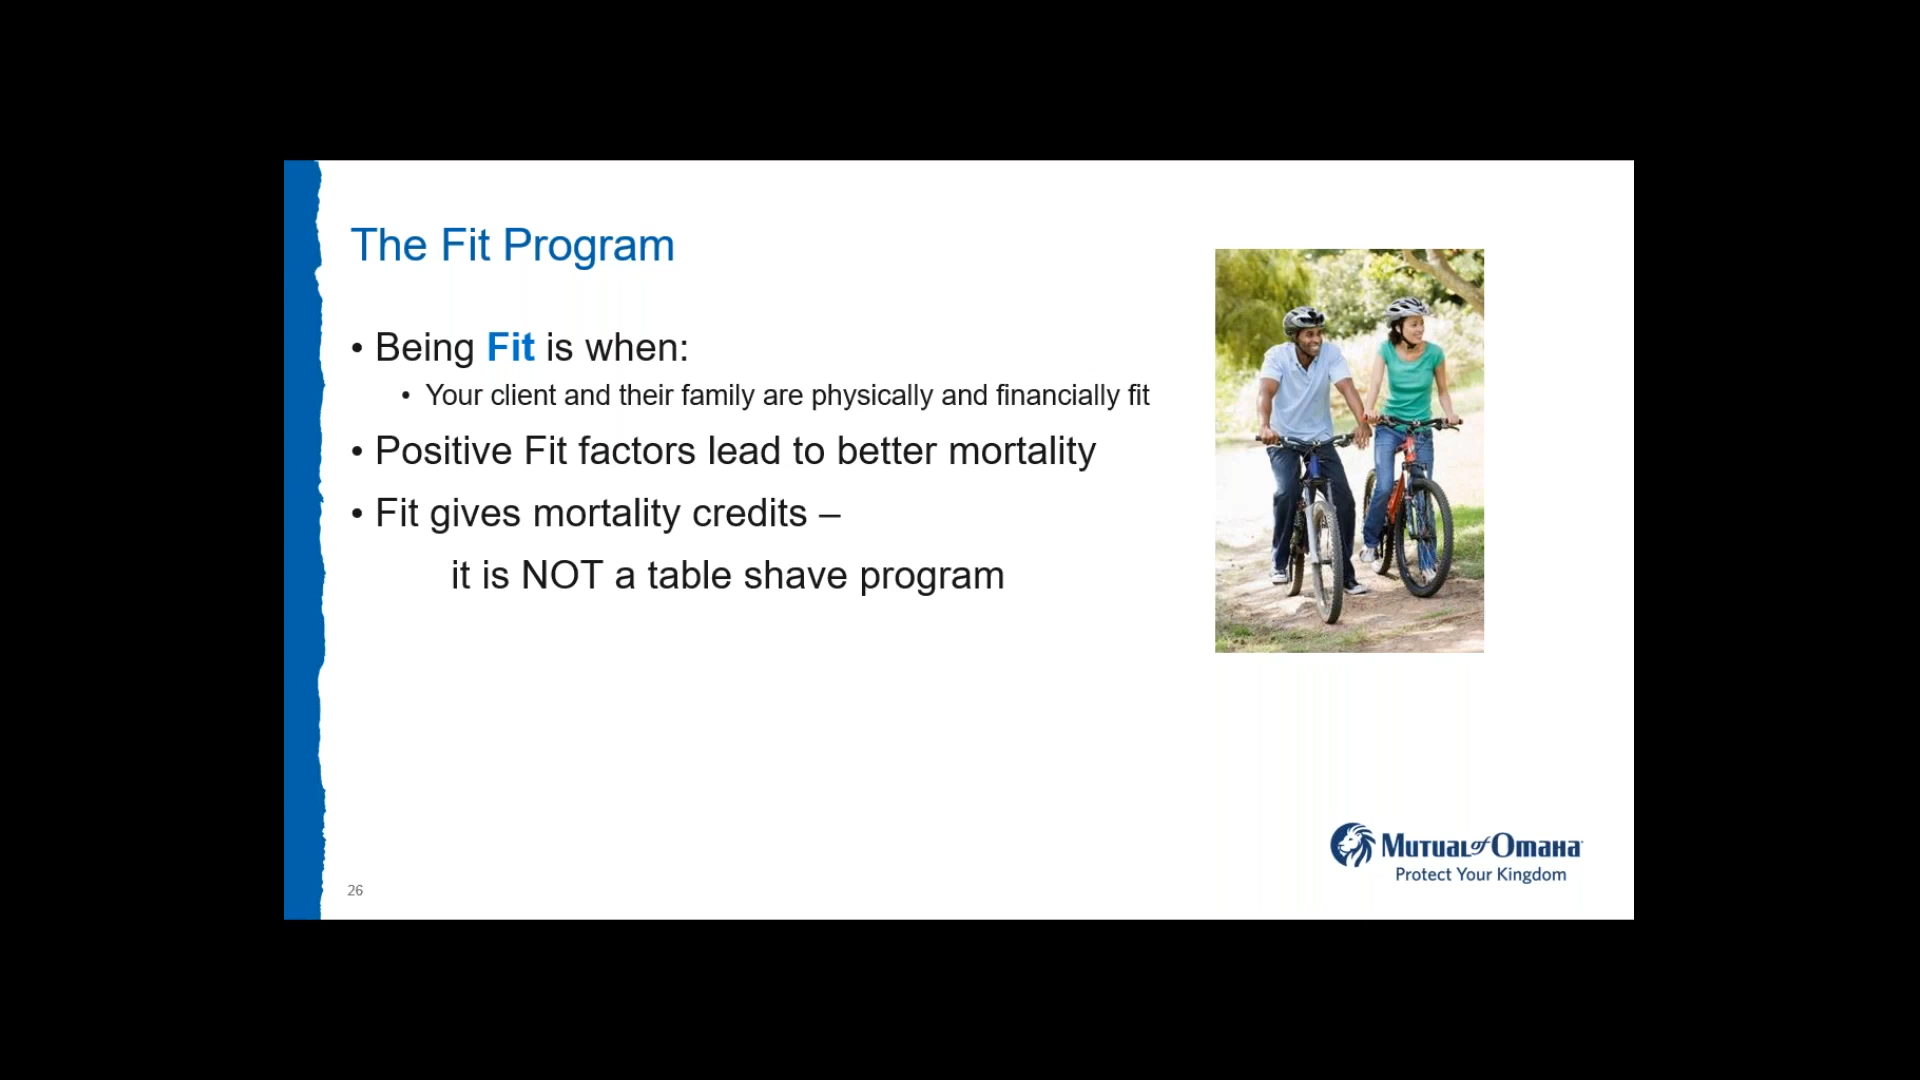 The Fit Program
• Being Fit is when:
• Your client and their family are physically and financially fit
• Positive Fit factors lead to better mortality
• Fit gives mortality credits –
it is NOT a table shave program
Mutual of Omaha
Protect Your Kingdom
26